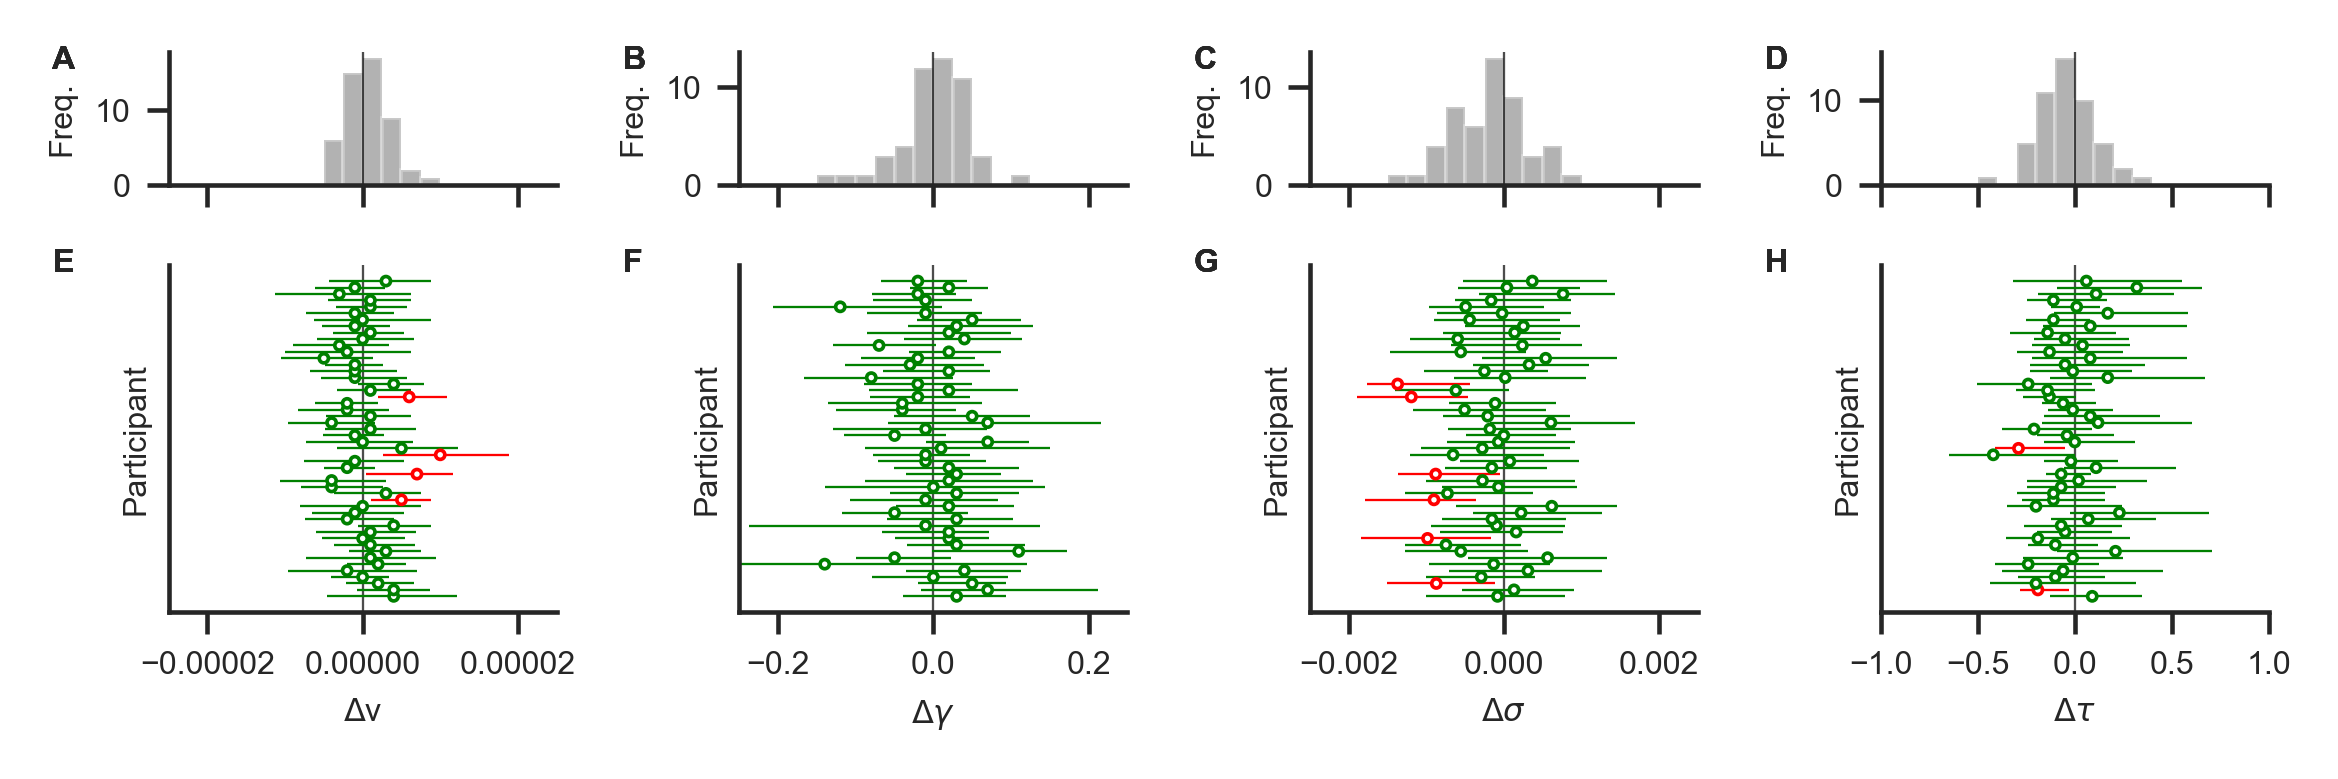 A B C D
Freq. Freq. Freq. Freq.
10 10 10 10
0 0 0 0
E F G H
Participant Participant Participant Participant
−0.00002 0.00000 0.00002 −0.2 0.0 0.2 −0.002 0.000 0.002 −1.0 −0.5 0.0 0.5 1.0
Δv Δγ Δσ Δτ